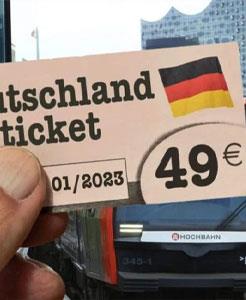 utschland
ticket
01/2023
49€
HOCHBAHN
345-1